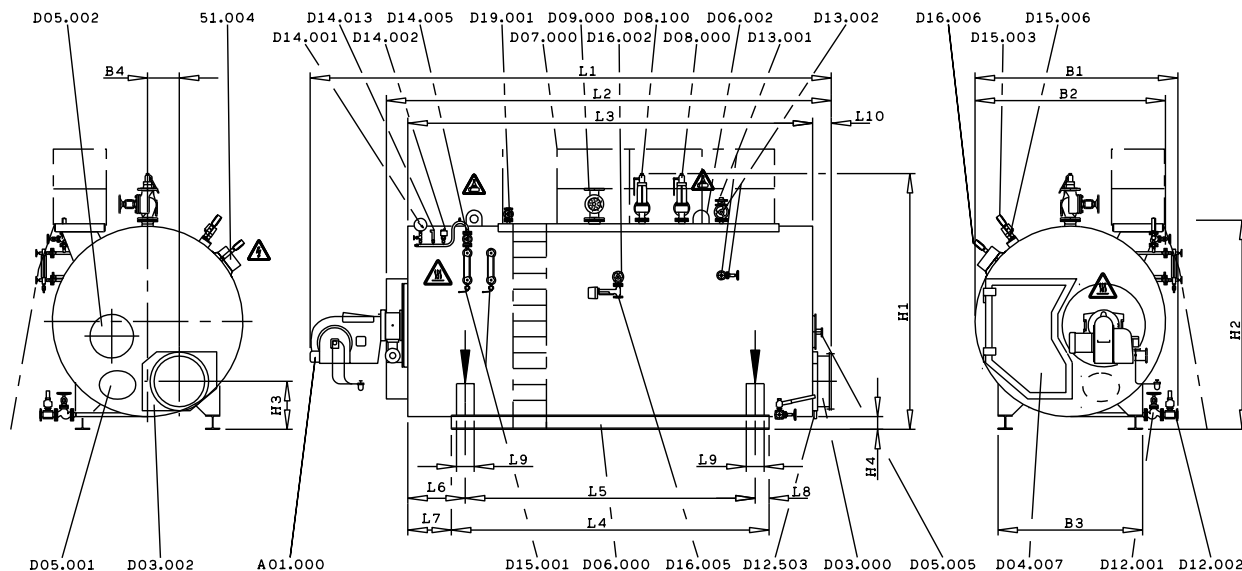 D05.002 51.004 D14.013 D14.005 D19.001 D09.000 D08.100 D06.002 D13.002 D16.006 D15.006
D14.001 D14.002 D07.000 D16.002 D08.000 D13.001 D15.003
B4 L1 B1
L2 B2
L3 L10
H1
H2
H3
H4
L9 L9
L6 L5 L8
L7 L4 B3
D05.001 D03.002 A01.000 D15.001 D06.000 D16.005 D12.503 D03.000 D05.005 D04.007 D12.001 D12.002